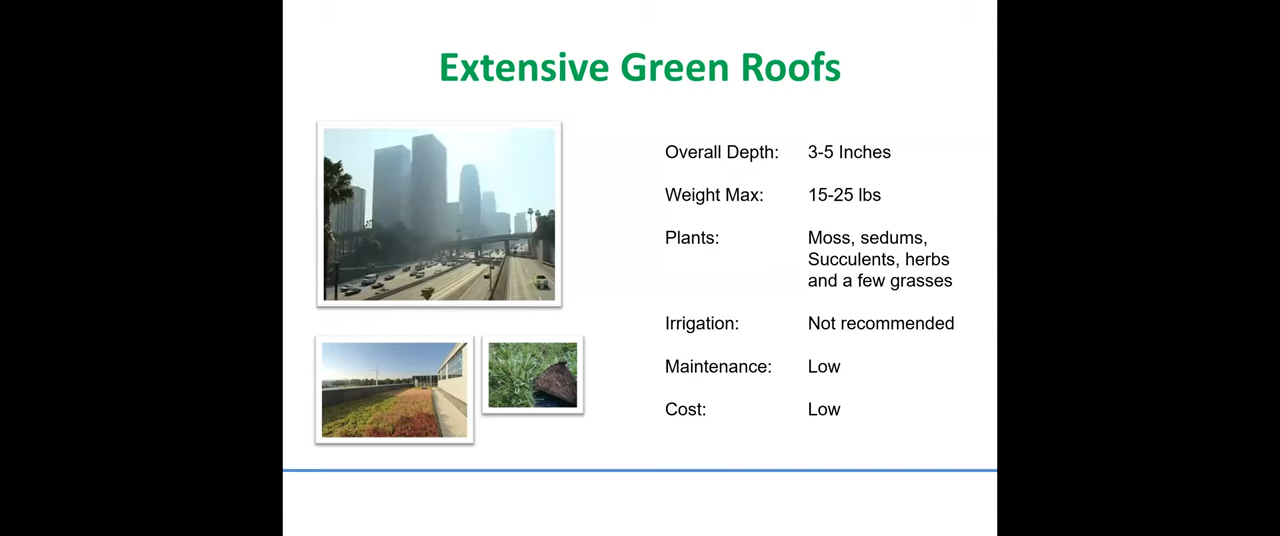 Extensive Green Roofs
Overall Depth: 3-5 Inches
Weight Max: 15-25 lbs
Plants: Moss, sedums,
Succulents, herbs
and a few grasses
Irrigation: Not recommended
Maintenance: Low
Cost: Low